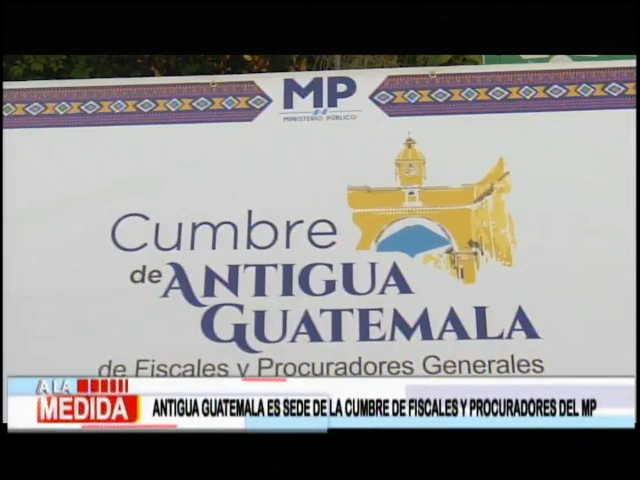 MP
MINISTERIO PÚBLICO
Cumbre
de ANTIGUA
GUATEMALA
de Fiscales y Procuradores Generales
A LA
MEDIDA
ANTIGUA GUATEMALA ES SEDE DE LA CUMBRE DE FISCALES Y PROCURADORES DEL MP